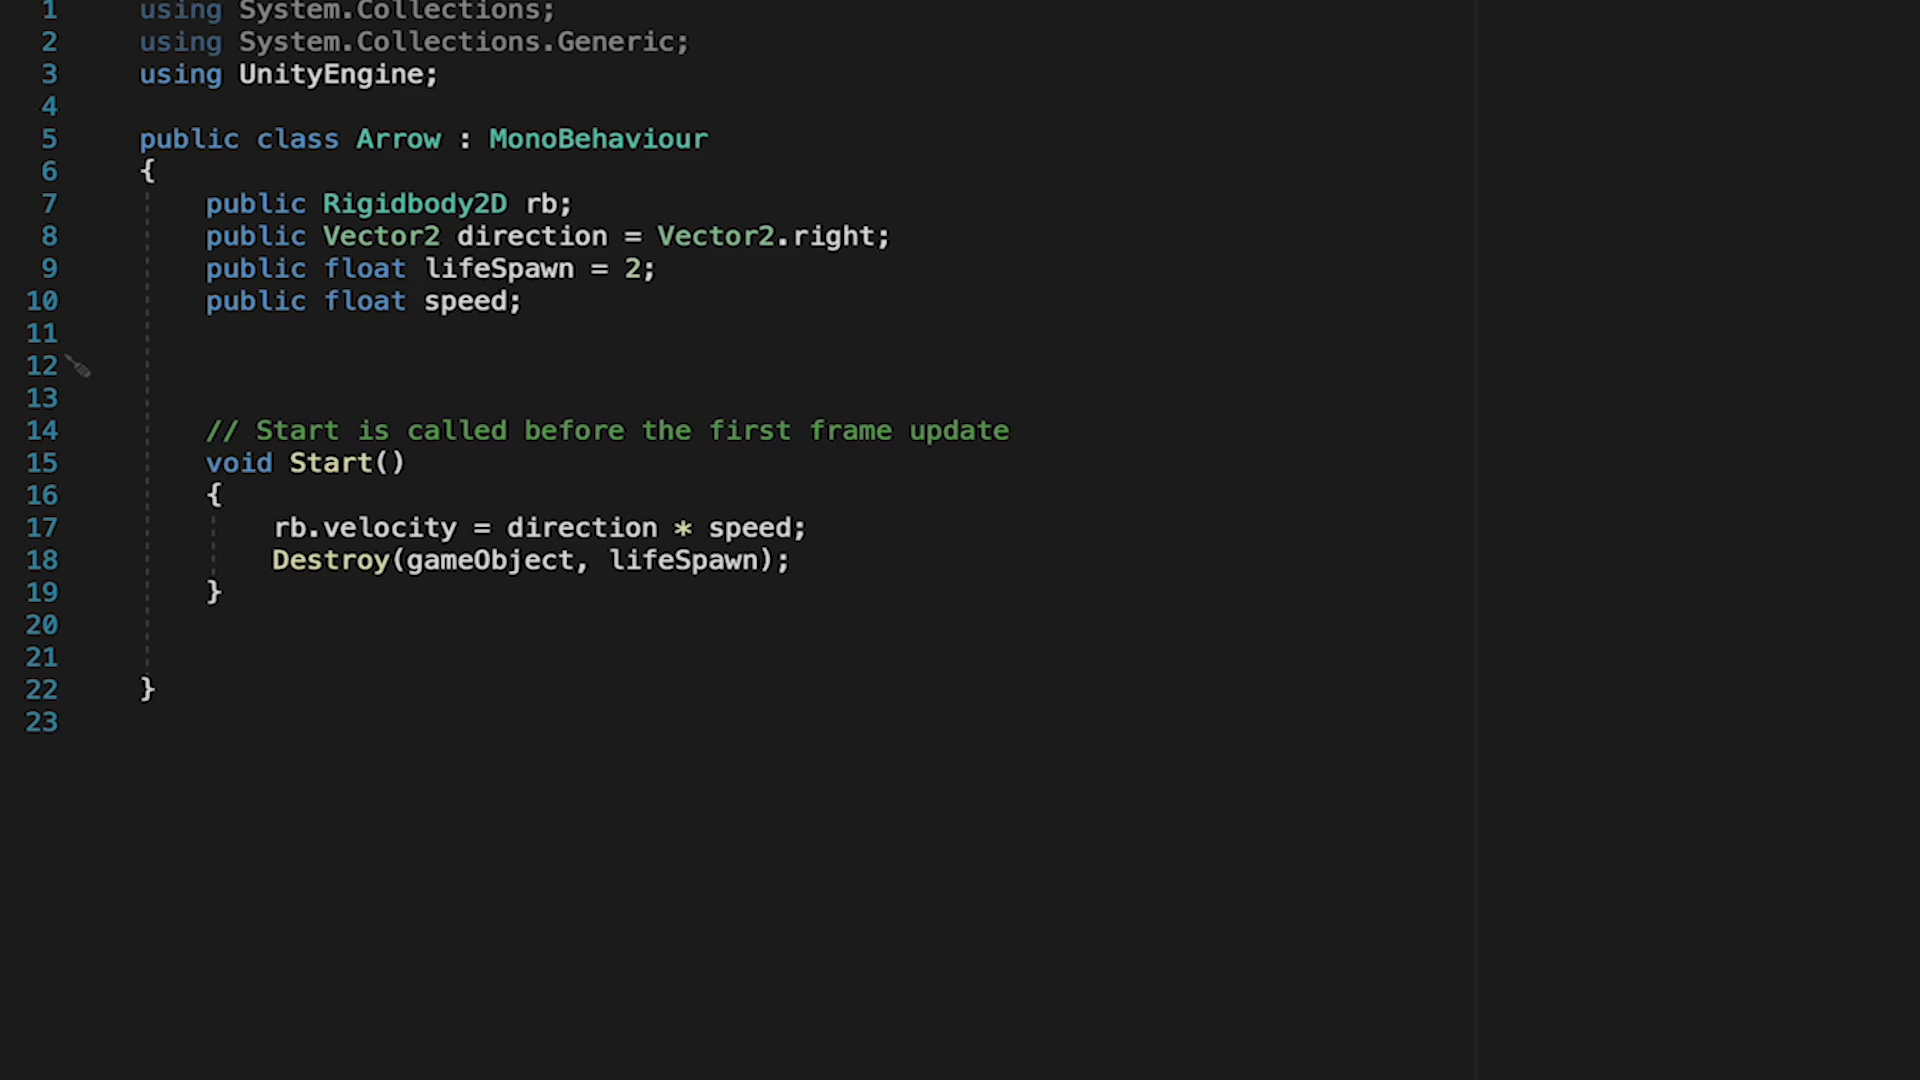 1 using System.Collections;
2 using System.Collections.Generic;
3 using UnityEngine;
4
5 public class Arrow : MonoBehaviour
6 {
7 public Rigidbody2D rb;
8 public Vector2 direction = Vector2.right;
9 public float lifeSpawn = 2;
10 public float speed;
11
12
13
14 // Start is called before the first frame update
15 void Start()
16 {
17 rb.velocity = direction * speed;
18 Destroy(gameObject, lifeSpawn);
19 }
20
21
22 }
23